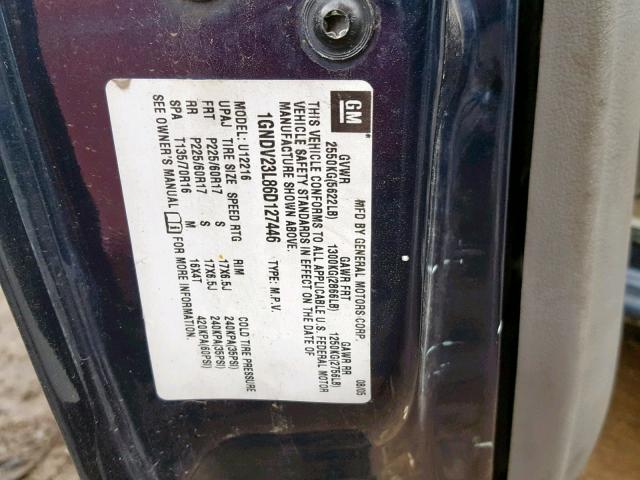 GM
MFD BY GENERAL MOTORS CORP. 08/05
GVWR GAWR FRT GAWR RR
2550KG(5622LB) 1300KG(2866LB) 1250KG(2756LB)
THIS VEHICLE CONFORMS TO ALL APPLICABLE U.S. FEDERAL MOTOR
VEHICLE SAFETY STANDARDS IN EFFECT ON THE DATE OF
MANUFACTURE SHOWN ABOVE.
1GNDV23L86D127446 TYPE: M.P.V.
MODEL: U12216
UPAJ TIRE SIZE SPEED RTG RIM COLD TIRE PRESSURE
FRT P225/60R17 S 17X6.5J 240KPA(35PSI)
RR P225/60R17 S 17X6.5J 240KPA(35PSI)
SPA T135/70R16 M 16X4T 420KPA(60PSI)
SEE OWNER'S MANUAL FOR MORE INFORMATION.